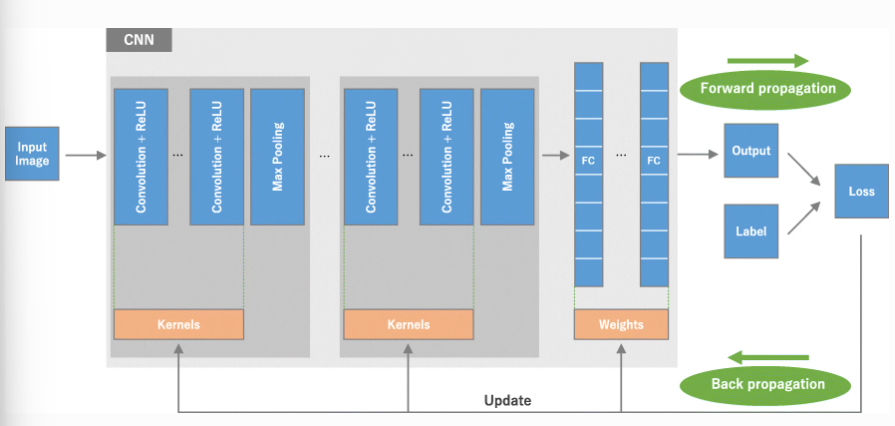 CNN
Input
Image
Convolution + ReLU
...
Convolution + ReLU
Max Pooling
...
Convolution + ReLU
...
Convolution + ReLU
Max Pooling
FC
...
FC
Forward propagation
Output
Label
Loss
Kernels
Kernels
Weights
Back propagation
Update